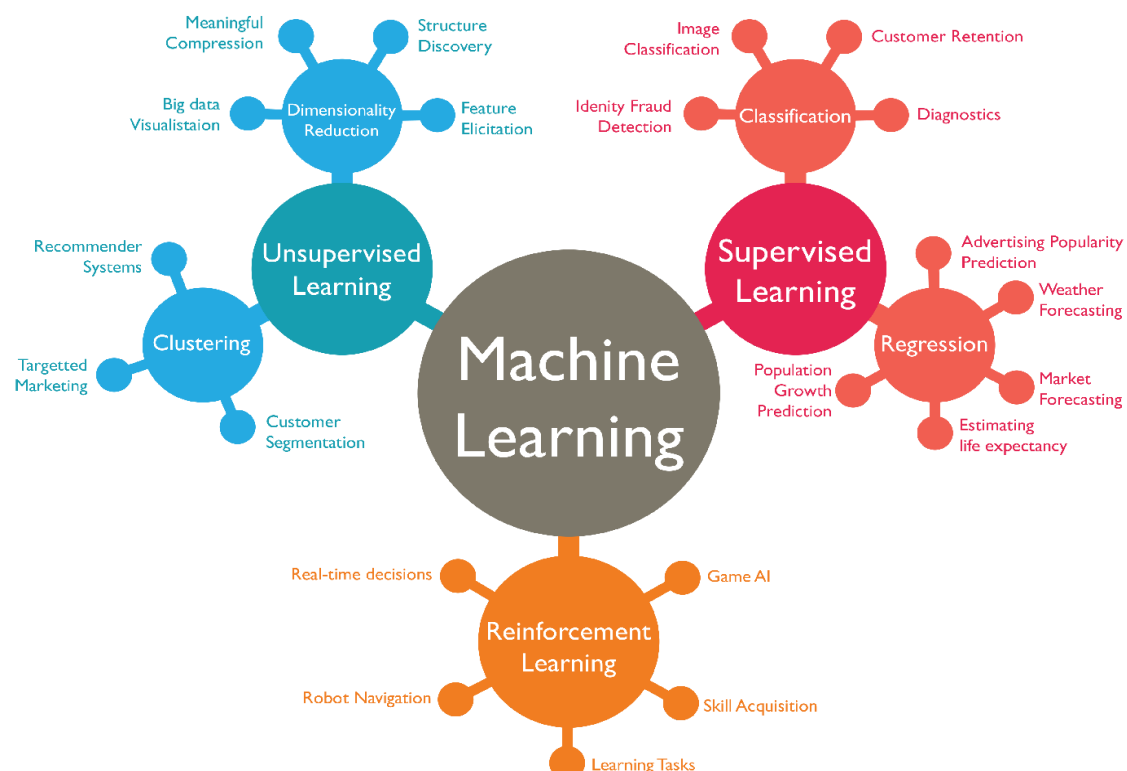 Meaningful
Compression
Structure
Discovery
Big data
Visualistaion
Dimensionality
Reduction
Feature
Elicitation
Image
Classification
Customer Retention
Idenity Fraud
Detection
Classification
Diagnostics
Unsupervised
Learning
Supervised
Learning
Recommender
Systems
Clustering
Targetted
Marketing
Customer
Segmentation
Machine
Learning
Advertising Popularity
Prediction
Weather
Forecasting
Regression
Population
Growth
Prediction
Market
Forecasting
Estimating
life expectancy
Real-time decisions
Game AI
Reinforcement
Learning
Robot Navigation
Skill Acquisition
Learning Tasks